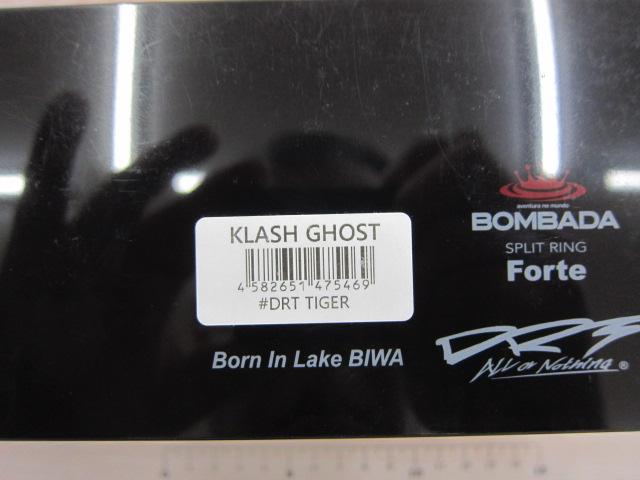 KLASH GHOST
4 582651 475469
#DRT TIGER
Born In Lake BIWA
aventura no mundo
BOMBADA
SPLIT RING
Forte
DRT
ALL or NOTHING ®